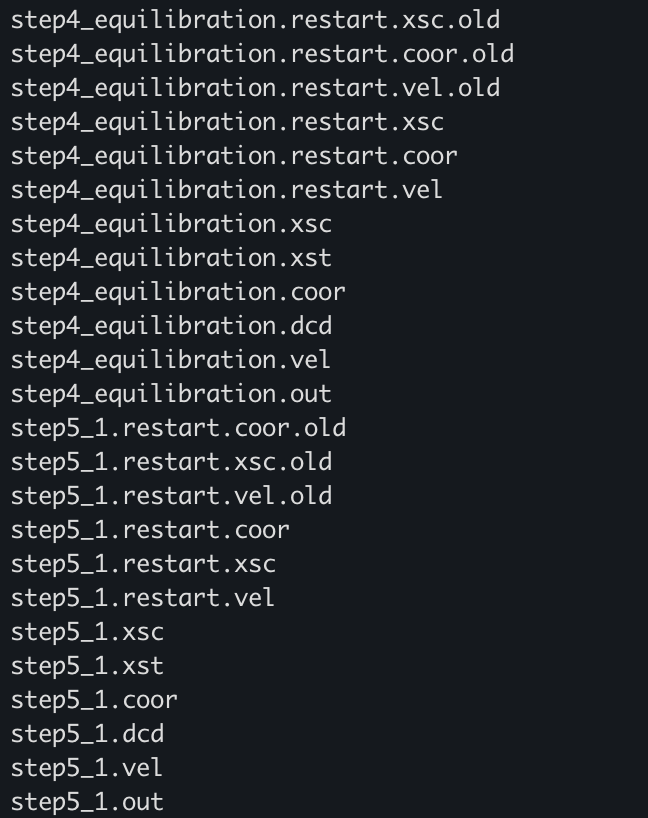 step4_equilibration.restart.xsc.old
step4_equilibration.restart.coor.old
step4_equilibration.restart.vel.old
step4_equilibration.restart.xsc
step4_equilibration.restart.coor
step4_equilibration.restart.vel
step4_equilibration.xsc
step4_equilibration.xst
step4_equilibration.coor
step4_equilibration.dcd
step4_equilibration.vel
step4_equilibration.out
step5_1.restart.coor.old
step5_1.restart.xsc.old
step5_1.restart.vel.old
step5_1.restart.coor
step5_1.restart.xsc
step5_1.restart.vel
step5_1.xsc
step5_1.xst
step5_1.coor
step5_1.dcd
step5_1.vel
step5_1.out